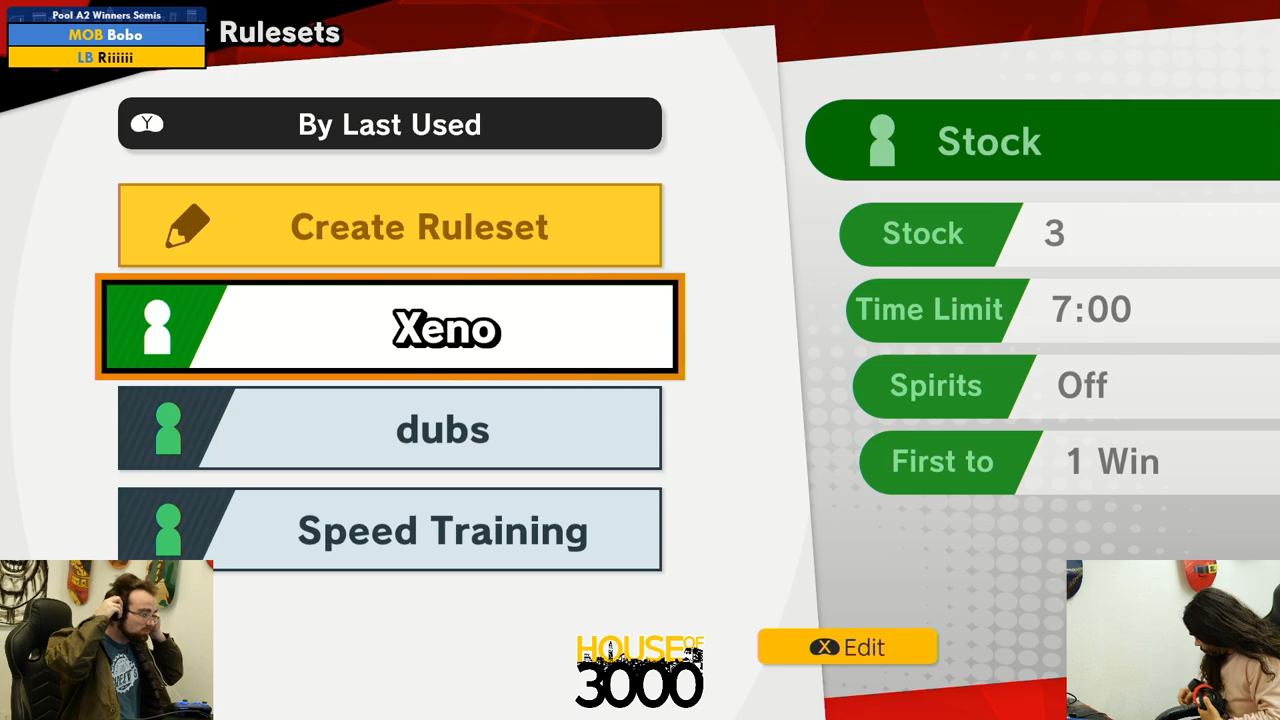 Pool A2 Winners Semis
MOB Bobo
LB Riiiiii
Rulesets
Y
By Last Used
Create Ruleset
Xeno
dubs
Speed Training
Stock
Stock 3
Time Limit 7:00
Spirits Off
First to 1 Win
X Edit
HOUSE OF
3000